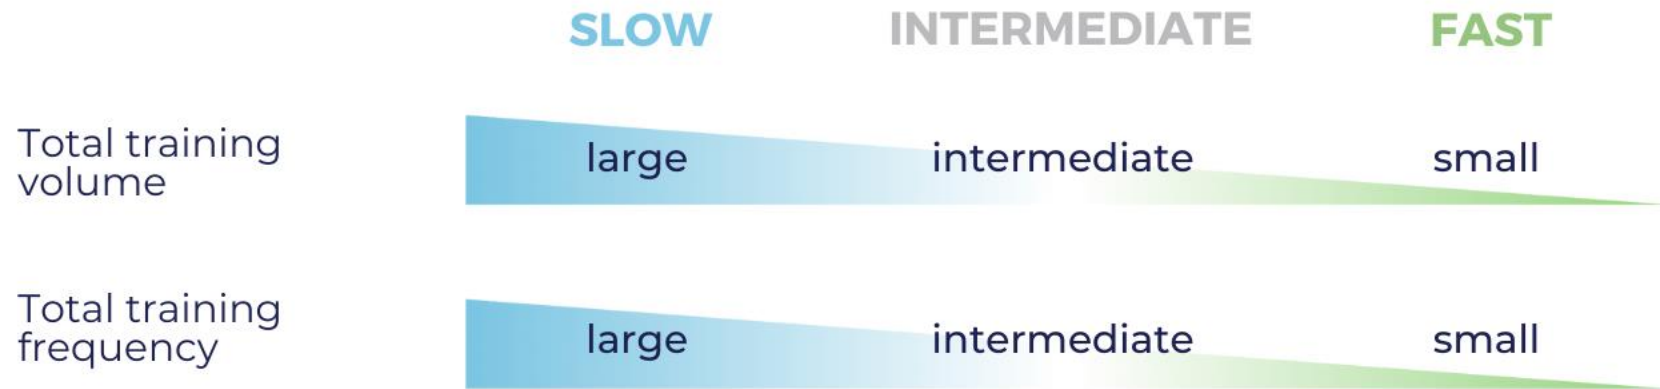 SLOW INTERMEDIATE FAST
Total training
volume
large intermediate small
Total training
frequency
large intermediate small